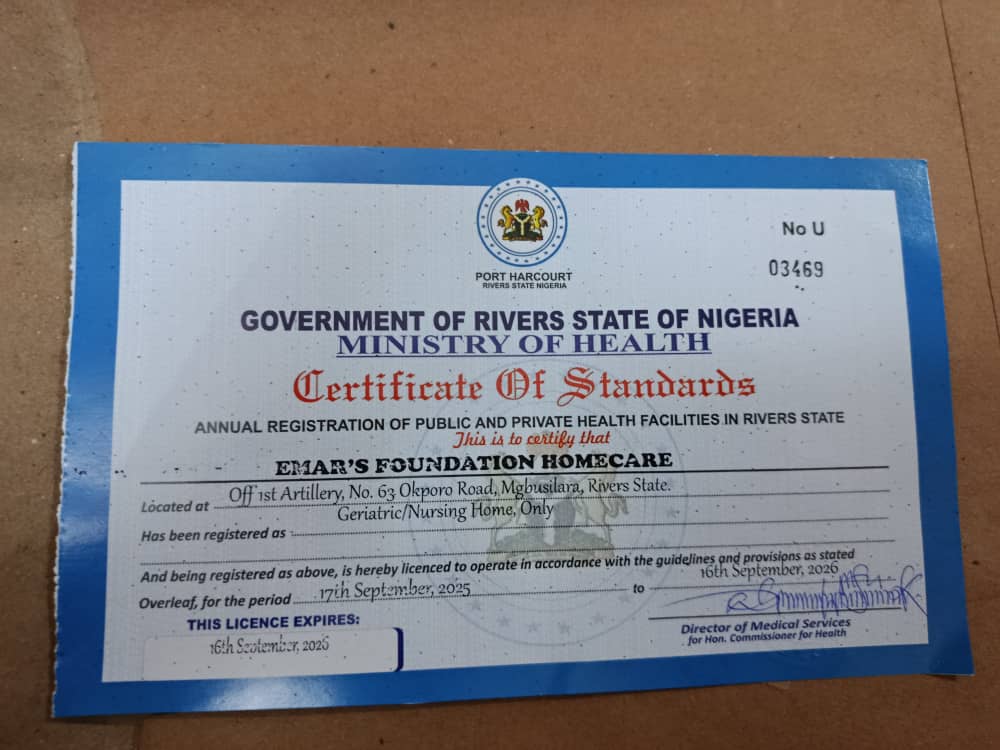 No U
03469
PORT HARCOURT
RIVERS STATE NIGERIA
GOVERNMENT OF RIVERS STATE OF NIGERIA
MINISTRY OF HEALTH
Certificate Of Standards
ANNUAL REGISTRATION OF PUBLIC AND PRIVATE HEALTH FACILITIES IN RIVERS STATE
This is to certify that
EMAR'S FOUNDATION HOMECARE
Located at Off 1st Artillery, No. 63 Okporo Road, Mgbusilara, Rivers State.
Has been registered as Geriatric/Nursing Home, Only
And being registered as above, is hereby licenced to operate in accordance with the guidelines and provisions as stated
Overleaf, for the period 17th September, 2025 to 16th September, 2026
THIS LICENCE EXPIRES:
16th September, 2026
Director of Medical Services
for Hon. Commissioner for Health